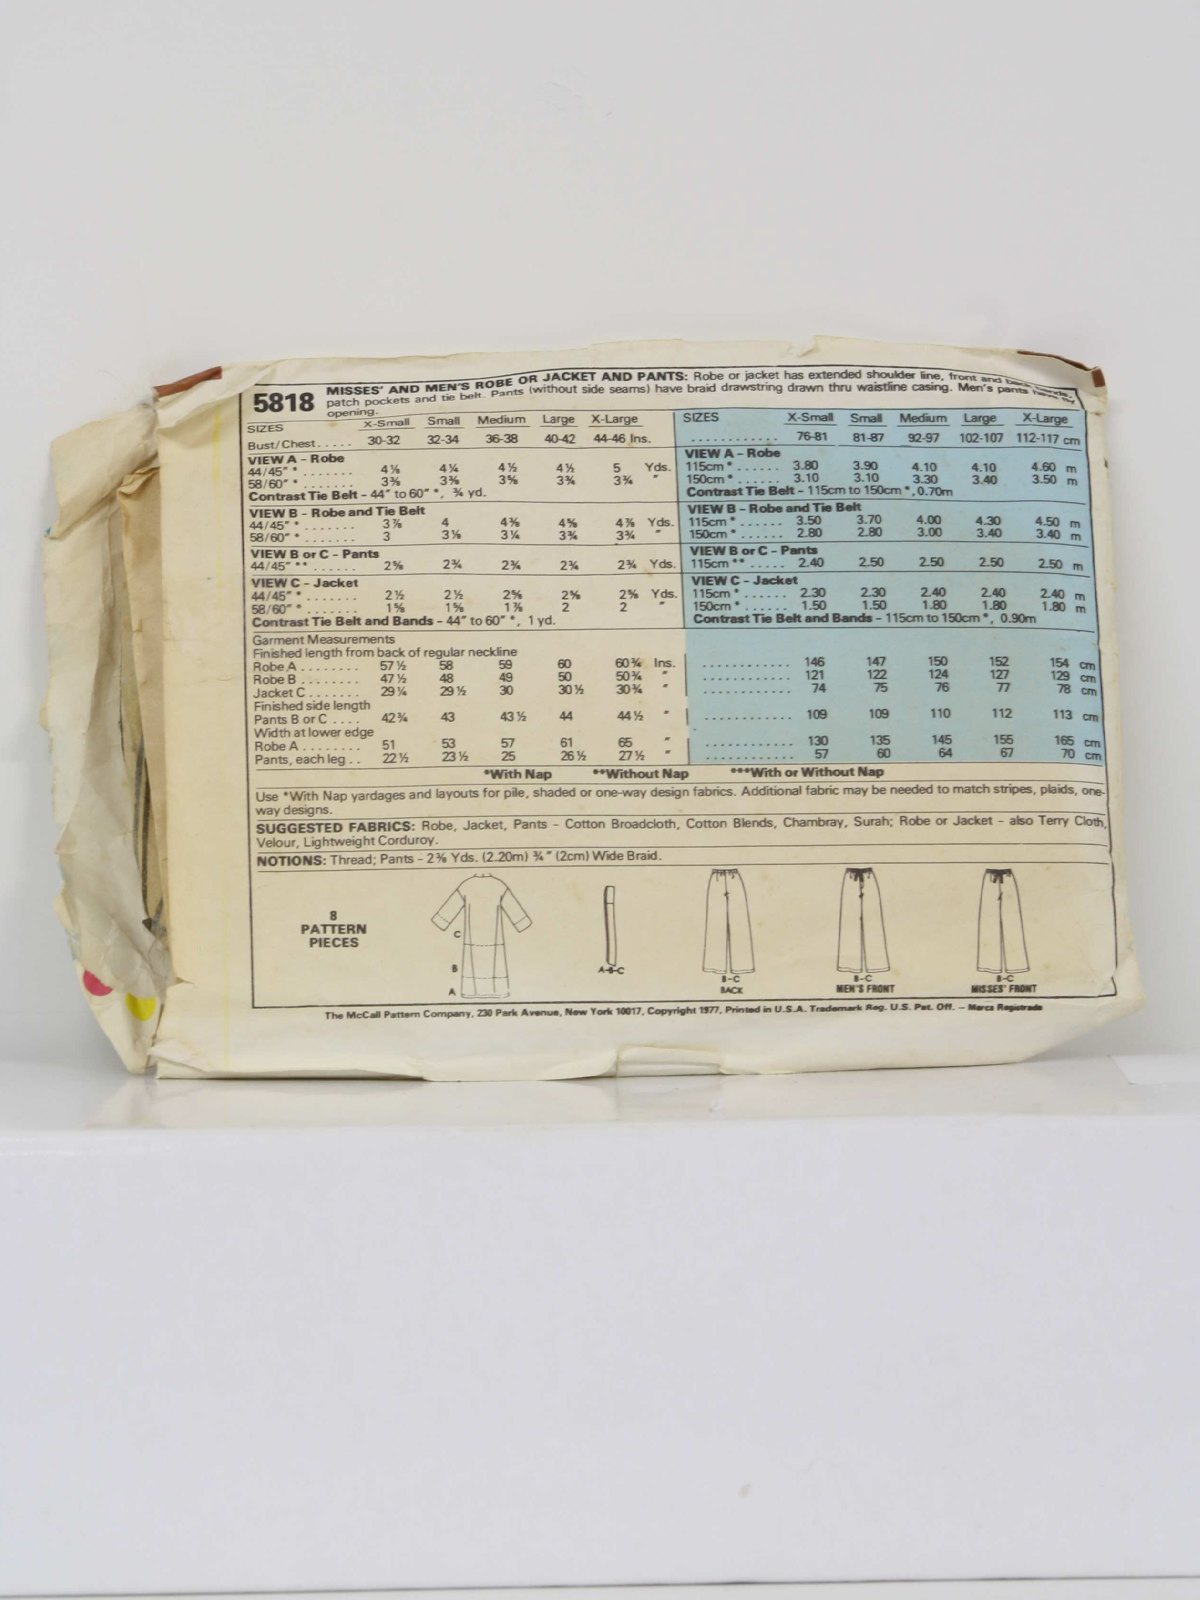 5818 MISSES' AND MEN'S ROBE OR JACKET AND PANTS: Robe or jacket has extended shoulder line, front and back bands,
patch pockets and tie belt. Pants (without side seams) have braid drawstring drawn thru waistline casing. Men's pants have fly
opening.
SIZES X-Small Small Medium Large X-Large SIZES X-Small Small Medium Large X-Large
Bust/Chest..... 30-32 32-34 36-38 40-42 44-46 Ins. ............ 76-81 81-87 92-97 102-107 112-117 cm
VIEW A - Robe VIEW A - Robe
44/45" * ....... 4⅛ 4¼ 4½ 4½ 5 Yds. 115cm * ...... 3.80 3.90 4.10 4.10 4.60 m
58/60" * ....... 3⅜ 3⅜ 3⅝ 3¾ 3¾ " 150cm * ...... 3.10 3.10 3.30 3.40 3.50 m
Contrast Tie Belt - 44" to 60" *, ¾ yd. Contrast Tie Belt - 115cm to 150cm *, 0.70m
VIEW B - Robe and Tie Belt VIEW B - Robe and Tie Belt
44/45" * ....... 3⅞ 4 4⅜ 4⅝ 4⅞ Yds. 115cm * ...... 3.50 3.70 4.00 4.30 4.50 m
58/60" * ....... 3 3⅛ 3¼ 3¾ 3¾ " 150cm * ...... 2.80 2.80 3.00 3.40 3.40 m
VIEW B or C - Pants VIEW B or C - Pants
44/45" ** ...... 2⅝ 2¾ 2¾ 2¾ 2¾ Yds. 115cm ** ..... 2.40 2.50 2.50 2.50 2.50 m
VIEW C - Jacket VIEW C - Jacket
44/45" * ....... 2½ 2½ 2⅝ 2⅝ 2⅝ Yds. 115cm * ...... 2.30 2.30 2.40 2.40 2.40 m
58/60" * ....... 1⅝ 1⅝ 1⅞ 2 2 " 150cm * ...... 1.50 1.50 1.80 1.80 1.80 m
Contrast Tie Belt and Bands - 44" to 60" *, 1 yd. Contrast Tie Belt and Bands - 115cm to 150cm *, 0.90m
Garment Measurements
Finished length from back of regular neckline
Robe A ........ 57½ 58 59 60 60¾ Ins. ............ 146 147 150 152 154 cm
Robe B ........ 47½ 48 49 50 50¾ " ............ 121 122 124 127 129 cm
Jacket C ....... 29¼ 29½ 30 30½ 30¾ " ............ 74 75 76 77 78 cm
Finished side length
Pants B or C .... 42¾ 43 43½ 44 44½ " ............ 109 109 110 112 113 cm
Width at lower edge
Robe A ........ 51 53 57 61 65 " ............ 130 135 145 155 165 cm
Pants, each leg .. 22½ 23½ 25 26½ 27½ " ............ 57 60 64 67 70 cm
*With Nap **Without Nap ***With or Without Nap
Use *With Nap yardages and layouts for pile, shaded or one-way design fabrics. Additional fabric may be needed to match stripes, plaids, one-
way designs.
SUGGESTED FABRICS: Robe, Jacket, Pants - Cotton Broadcloth, Cotton Blends, Chambray, Surah; Robe or Jacket - also Terry Cloth,
Velour, Lightweight Corduroy.
NOTIONS: Thread; Pants - 2⅜ Yds. (2.20m) ¾" (2cm) Wide Braid.
8
PATTERN
PIECES
C
B
A
A-B-C
B-C
BACK
B-C
MEN'S FRONT
B-C
MISSES' FRONT
The McCall Pattern Company, 230 Park Avenue, New York 10017, Copyright 1977, Printed in U.S.A. Trademark Reg. U.S. Pat. Off. - Marca Registrada